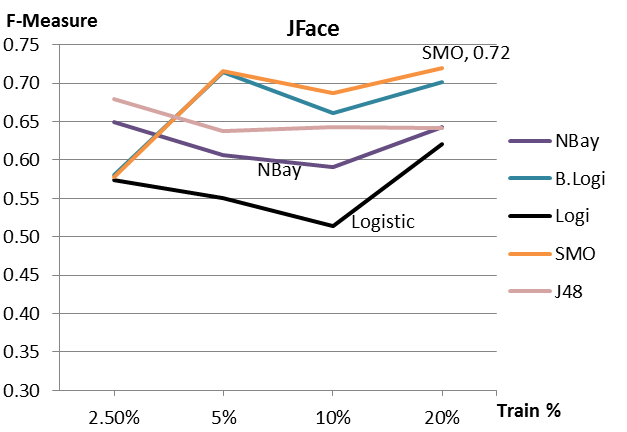 F-Measure
JFace
0.75
0.70
0.65
0.60
0.55
0.50
0.45
0.40
0.35
0.30
SMO, 0.72
NBay
Logistic
2.50% 5% 10% 20%
Train %
NBay
B.Logi
Logi
SMO
J48